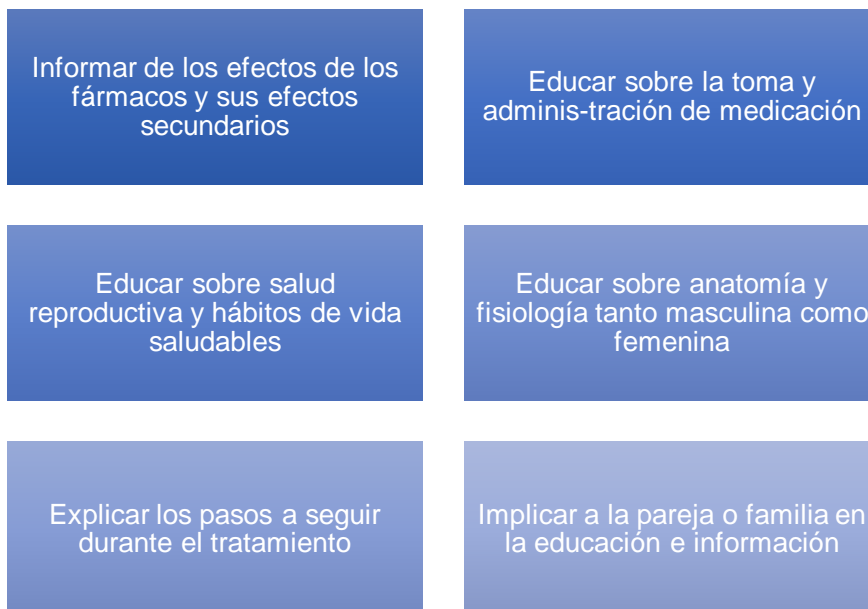 Informar de los efectos de los
fármacos y sus efectos
secundarios
Educar sobre la toma y
adminis-tración de medicación
Educar sobre salud
reproductiva y hábitos de vida
saludables
Educar sobre anatomía y
fisiología tanto masculina como
femenina
Explicar los pasos a seguir
durante el tratamiento
Implicar a la pareja o familia en
la educación e información